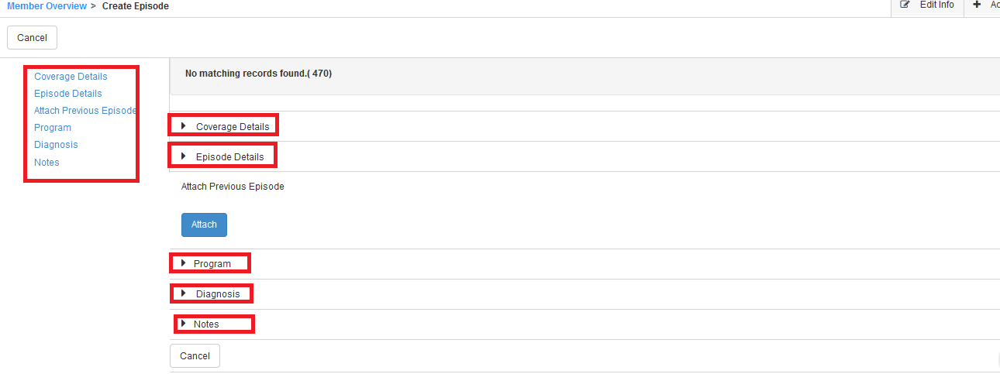 Member Overview > Create Episode
Edit Info
Cancel
Coverage Details
Episode Details
Attach Previous Episode
Program
Diagnosis
Notes
No matching records found.( 470)
Coverage Details
Episode Details
Attach Previous Episode
Attach
Program
Diagnosis
Notes
Cancel